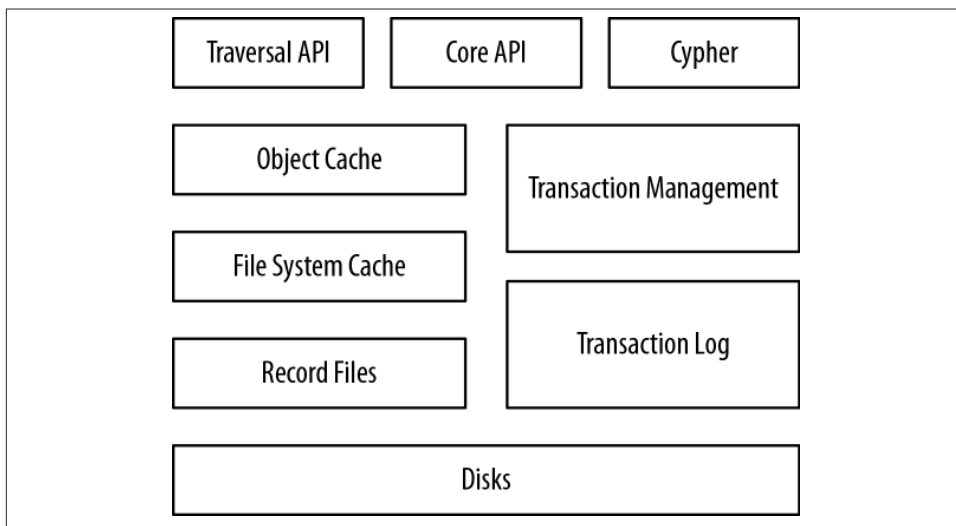 Traversal API
Core API
Cypher
Object Cache
Transaction Management
File System Cache
Transaction Log
Record Files
Disks